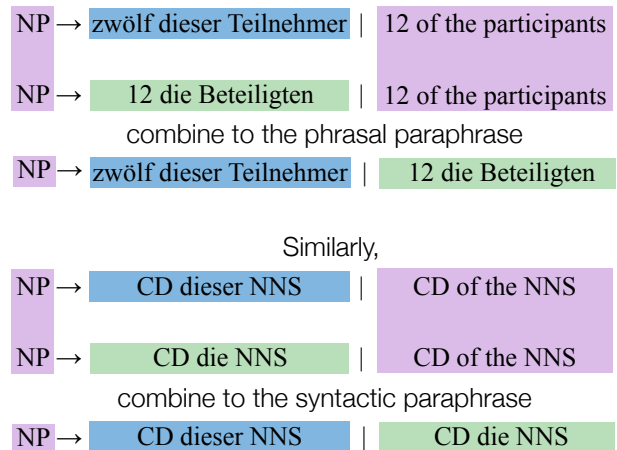 NP → zwölf dieser Teilnehmer | 12 of the participants
NP → 12 die Beteiligten | 12 of the participants
combine to the phrasal paraphrase
NP → zwölf dieser Teilnehmer | 12 die Beteiligten
Similarly,
NP → CD dieser NNS | CD of the NNS
NP → CD die NNS | CD of the NNS
combine to the syntactic paraphrase
NP → CD dieser NNS | CD die NNS